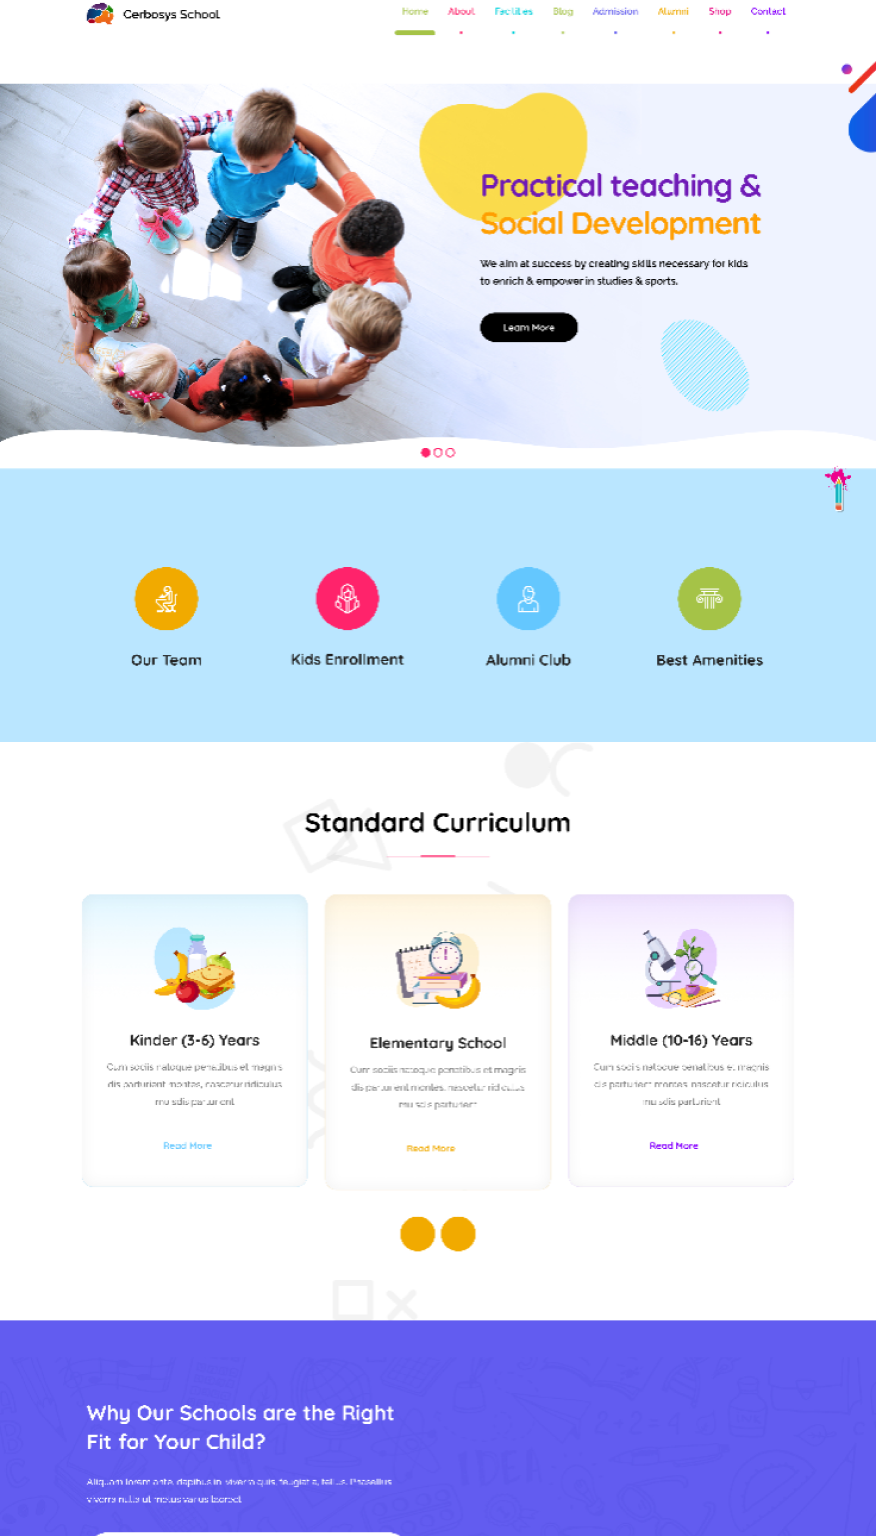 Cerbosys School
Home About Facilities Blog Admission Alumni Shop Contact
Practical teaching &
Social Development
We aim at success by creating skills necessary for kids
to enrich & empower in studies & sports.
Learn More
Our Team
Kids Enrollment
Alumni Club
Best Amenities
Standard Curriculum
Kinder (3-6) Years
Cum sociis natoque penatibus et magnis
dis parturient montes, nascetur ridiculus
mu sdis parturient
Read More
Elementary School
Cum sociis natoque penatibus et magnis
dis parturient montes, nascetur ridiculus
mu sdis parturient
Read More
Middle (10-16) Years
Cum sociis natoque penatibus et magnis
dis parturient montes, nascetur ridiculus
mu sdis parturient
Read More
Why Our Schools are the Right
Fit for Your Child?
Aliquam lorem ante, dapibus in, viverra quis, feugiat a, tellus. Phasellus
viverra nulla ut metus varius laoreet
2+2=4
IDEA